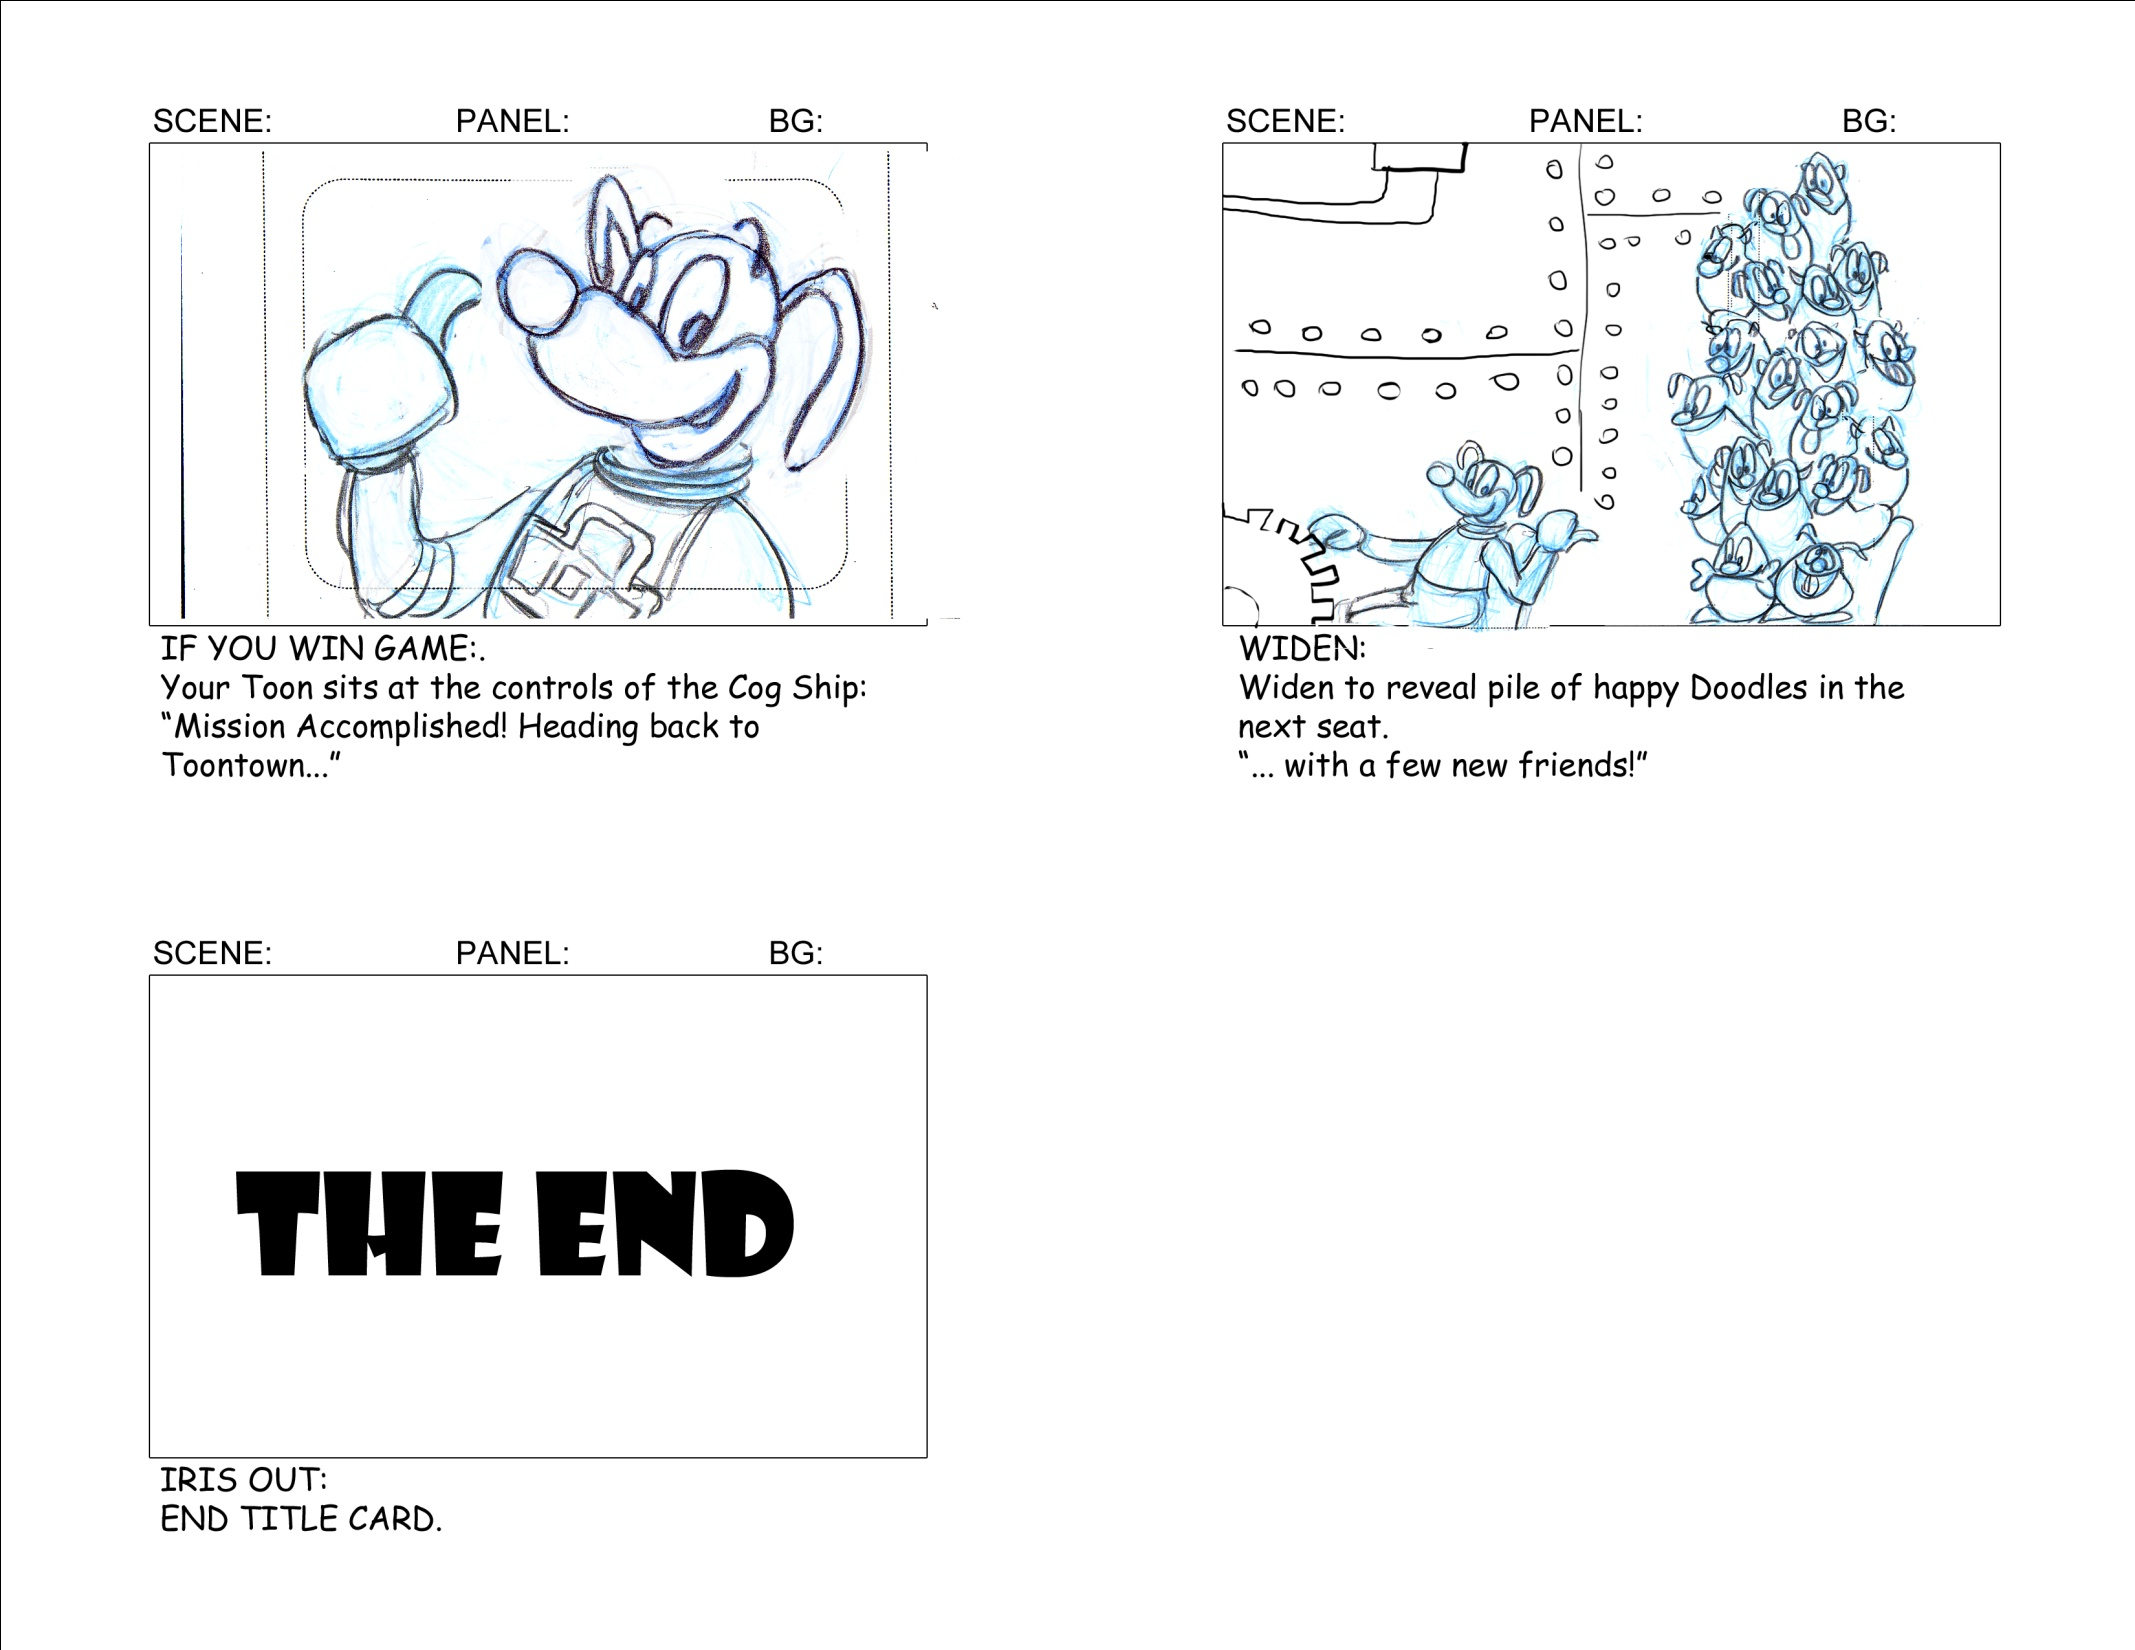 SCENE: PANEL: BG:
IF YOU WIN GAME:.
Your Toon sits at the controls of the Cog Ship:
“Mission Accomplished! Heading back to
Toontown...”
SCENE: PANEL: BG:
WIDEN:
Widen to reveal pile of happy Doodles in the
next seat.
“... with a few new friends!”
SCENE: PANEL: BG:
THE END
IRIS OUT:
END TITLE CARD.